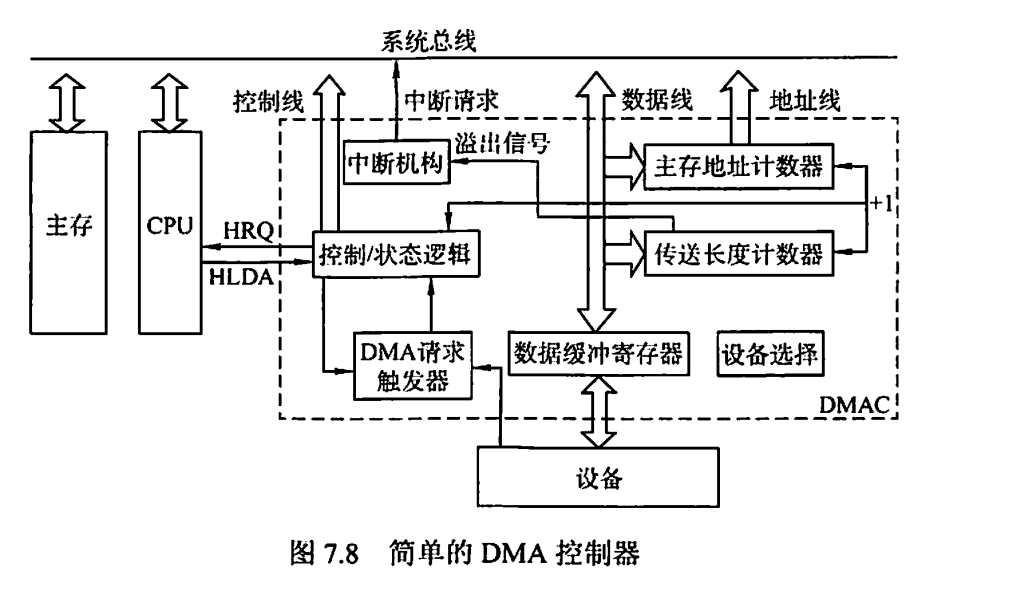 系统总线
控制线
中断请求
数据线
地址线
中断机构
溢出信号
主存地址计数器
+1
主存
CPU
HRQ
HLDA
控制/状态逻辑
传送长度计数器
DMA请求
触发器
数据缓冲寄存器
设备选择
DMAC
设备
图 7.8 简单的 DMA 控制器